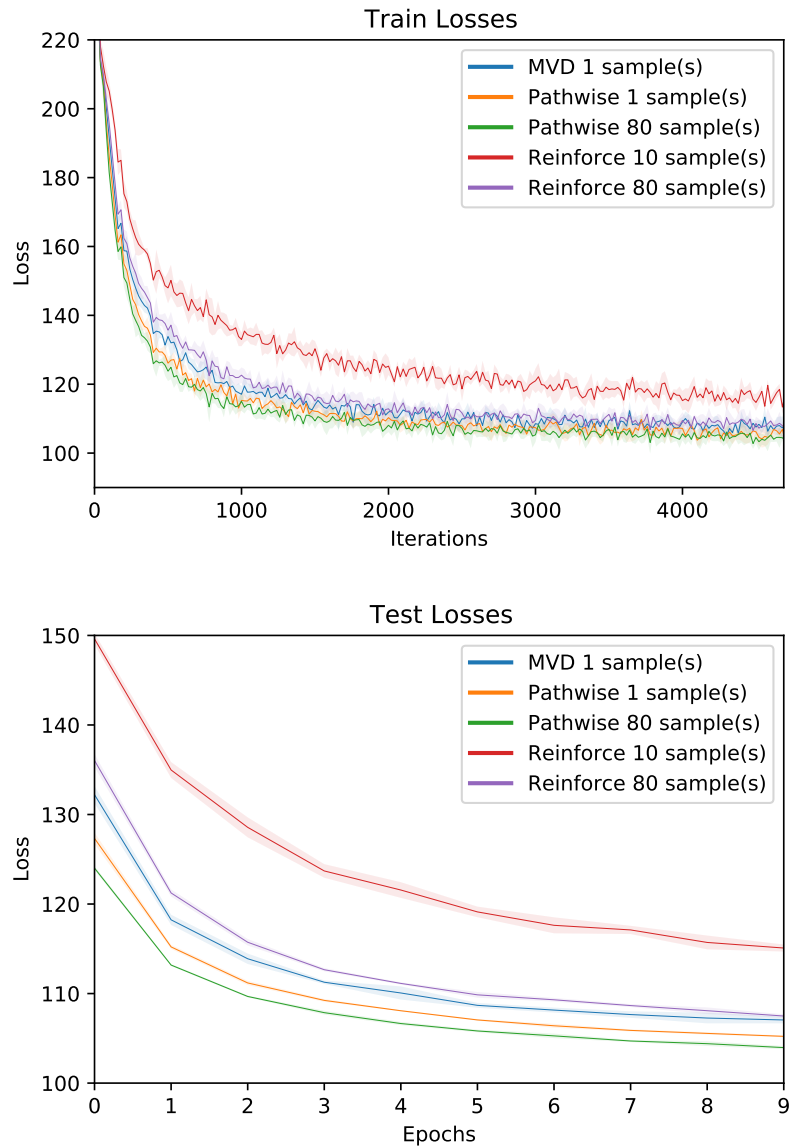 Train Losses
220
200
180
160
140
120
100
Loss
MVD 1 sample(s)
Pathwise 1 sample(s)
Pathwise 80 sample(s)
Reinforce 10 sample(s)
Reinforce 80 sample(s)
0 1000 2000 3000 4000
Iterations
Test Losses
150
140
130
120
110
100
Loss
MVD 1 sample(s)
Pathwise 1 sample(s)
Pathwise 80 sample(s)
Reinforce 10 sample(s)
Reinforce 80 sample(s)
0 1 2 3 4 5 6 7 8 9
Epochs